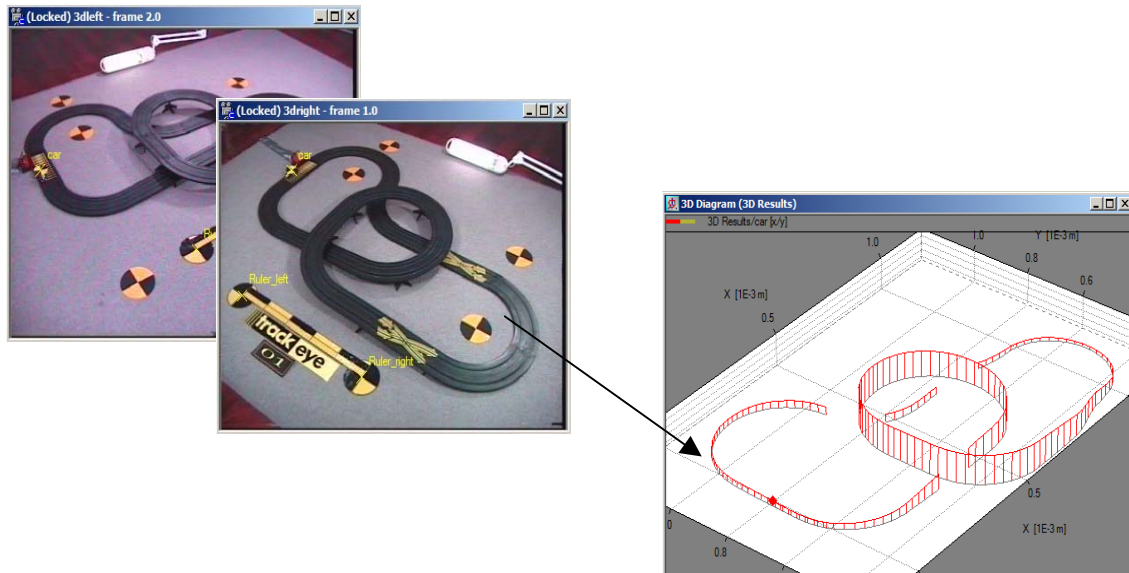 (Locked) 3dleft - frame 2.0
car
Ru
(Locked) 3dright - frame 1.0
car
Ruler_left
track eye
01
Ruler_right
3D Diagram (3D Results)
3D Results/car [x/y]
1.0
1.0
Y [1E-3 m]
0.8
0.6
X [1E-3 m]
0.5
0.5
X [1E-3 m]
0
0.8